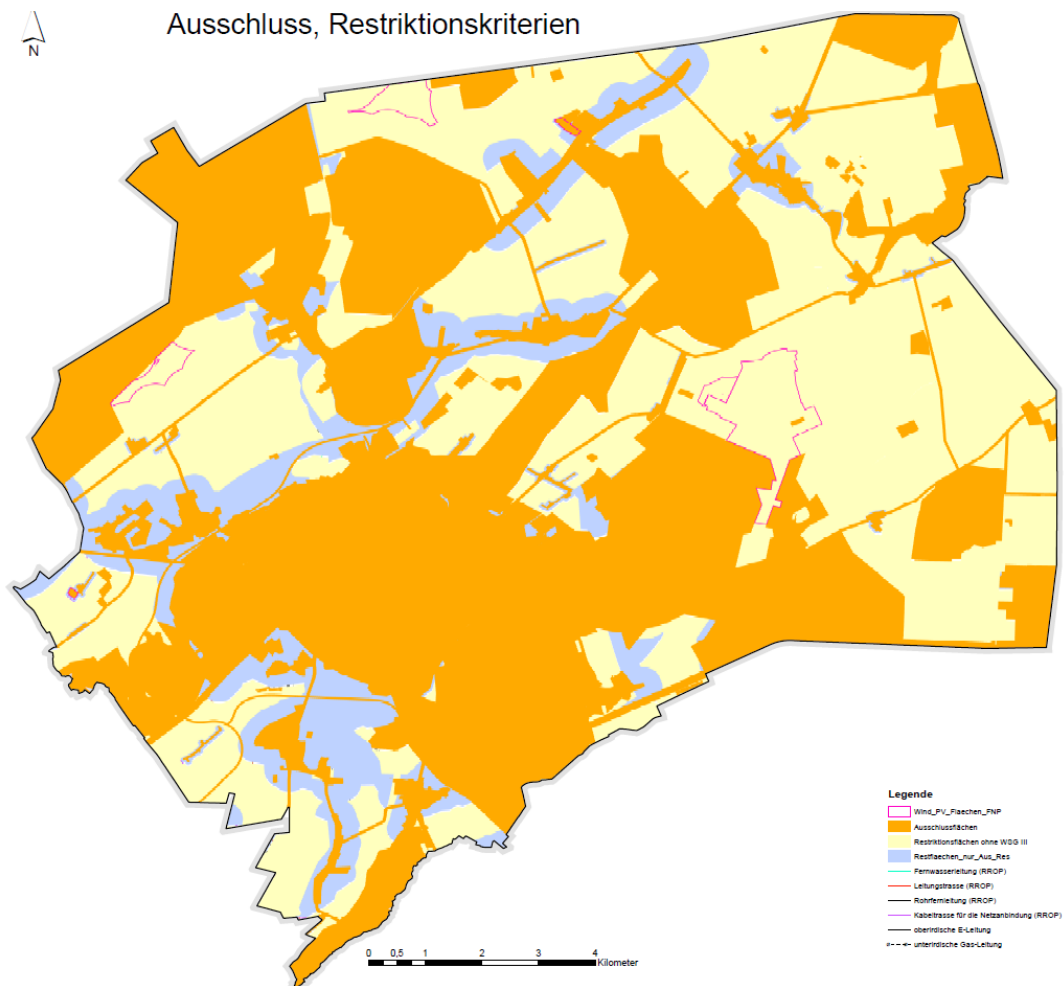 Ausschluss, Restriktionskriterien
N
Legende
Wind_PV_Flaechen_FNP
Ausschlussflächen
Restriktionsflächen ohne WSG III
Restflaechen_nur_Aus_Res
Fernwasserleitung (RROP)
Leitungstrasse (RROP)
Rohrfernleitung (RROP)
Kabeltrasse für die Netzanbindung (RROP)
oberirdische E-Leitung
unterirdische Gas-Leitung
0 0,5 1 2 3 4
Kilometer